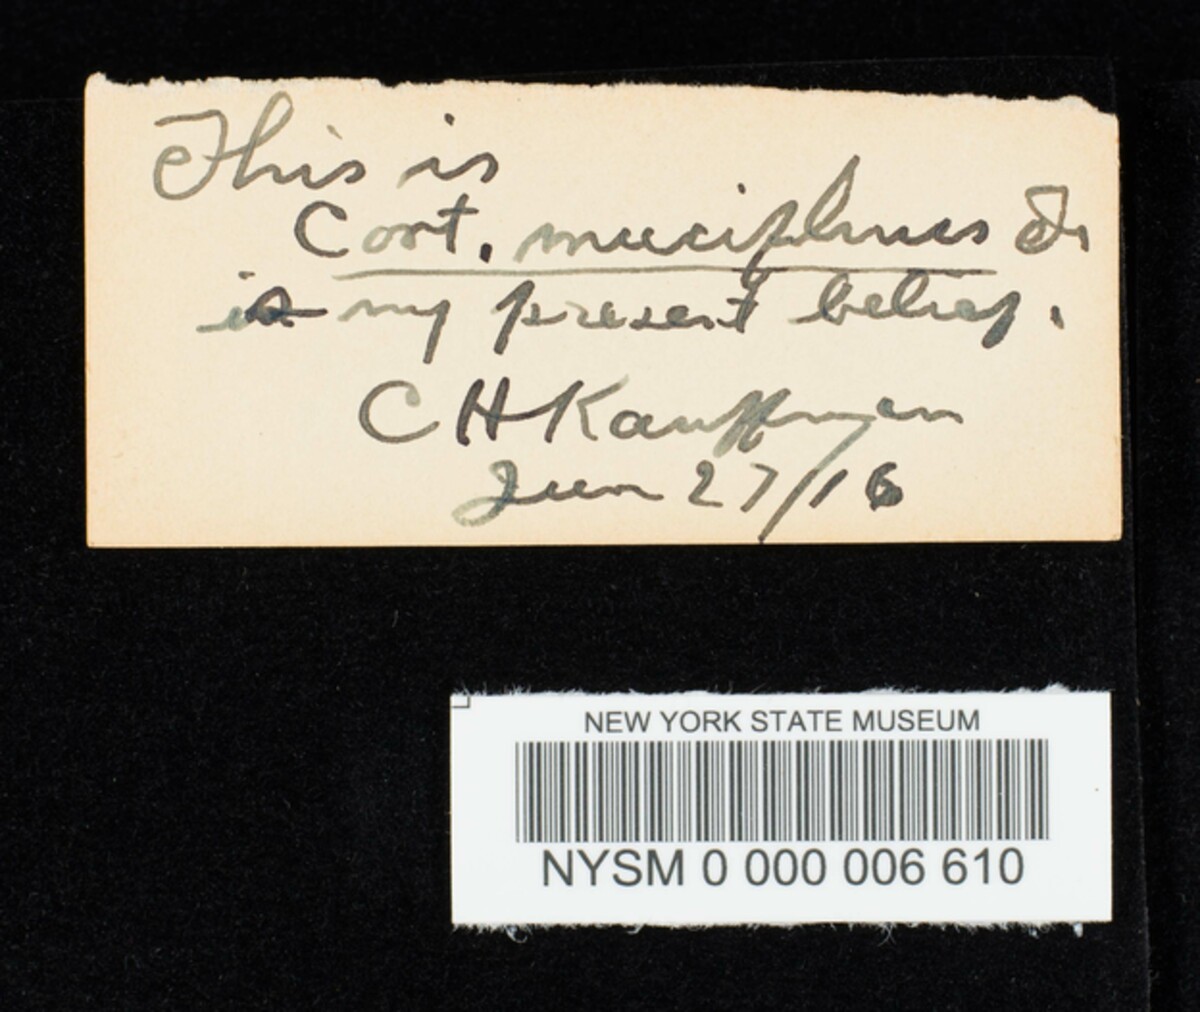 This is
Cort. mucifluus Fr
is my present belief.
C H Kauffman
Jun 27/16
NEW YORK STATE MUSEUM
NYSM 0 000 006 610